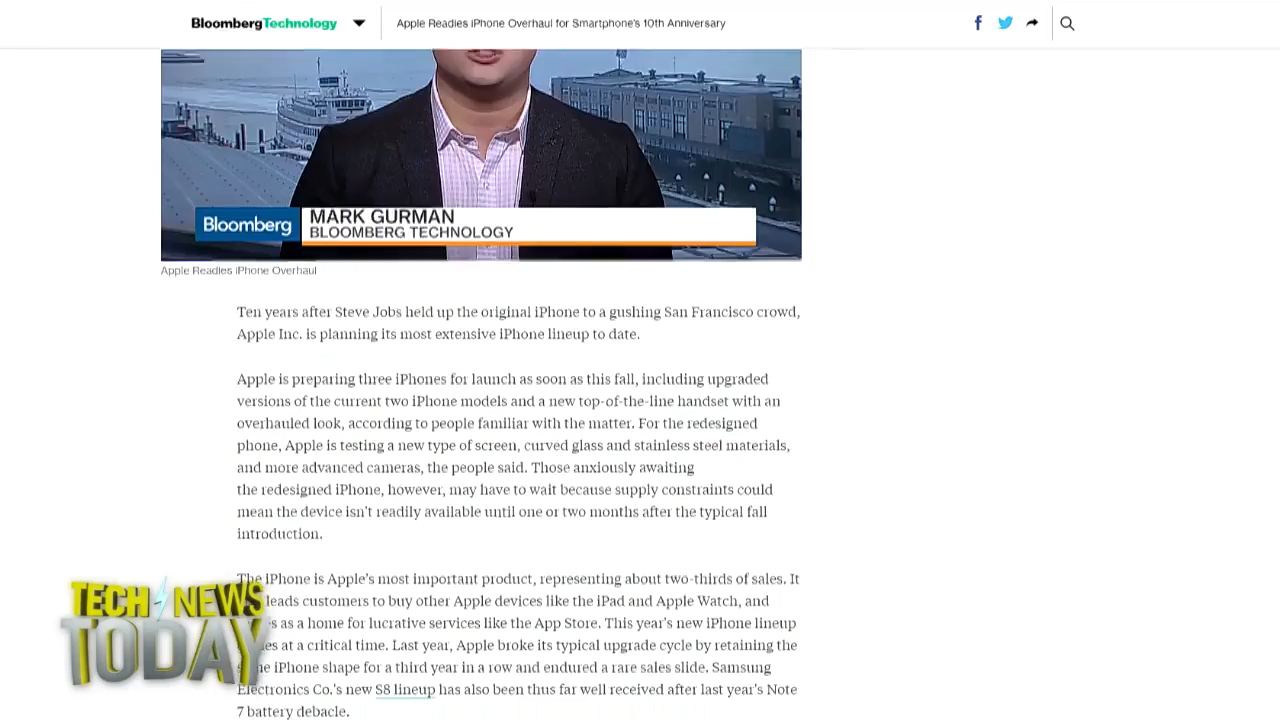 BloombergTechnology
Apple Readies iPhone Overhaul for Smartphone's 10th Anniversary
Bloomberg
MARK GURMAN
BLOOMBERG TECHNOLOGY
Apple Readies iPhone Overhaul
Ten years after Steve Jobs held up the original iPhone to a gushing San Francisco crowd,
Apple Inc. is planning its most extensive iPhone lineup to date.
Apple is preparing three iPhones for launch as soon as this fall, including upgraded
versions of the current two iPhone models and a new top-of-the-line handset with an
overhauled look, according to people familiar with the matter. For the redesigned
phone, Apple is testing a new type of screen, curved glass and stainless steel materials,
and more advanced cameras, the people said. Those anxiously awaiting
the redesigned iPhone, however, may have to wait because supply constraints could
mean the device isn't readily available until one or two months after the typical fall
introduction.
The iPhone is Apple's most important product, representing about two-thirds of sales. It
leads customers to buy other Apple devices like the iPad and Apple Watch, and
as a home for lucrative services like the App Store. This year's new iPhone lineup
at a critical time. Last year, Apple broke its typical upgrade cycle by retaining the
iPhone shape for a third year in a row and endured a rare sales slide. Samsung
Electronics Co.'s new S8 lineup has also been thus far well received after last year's Note
7 battery debacle.
TECH NEWS
TODAY